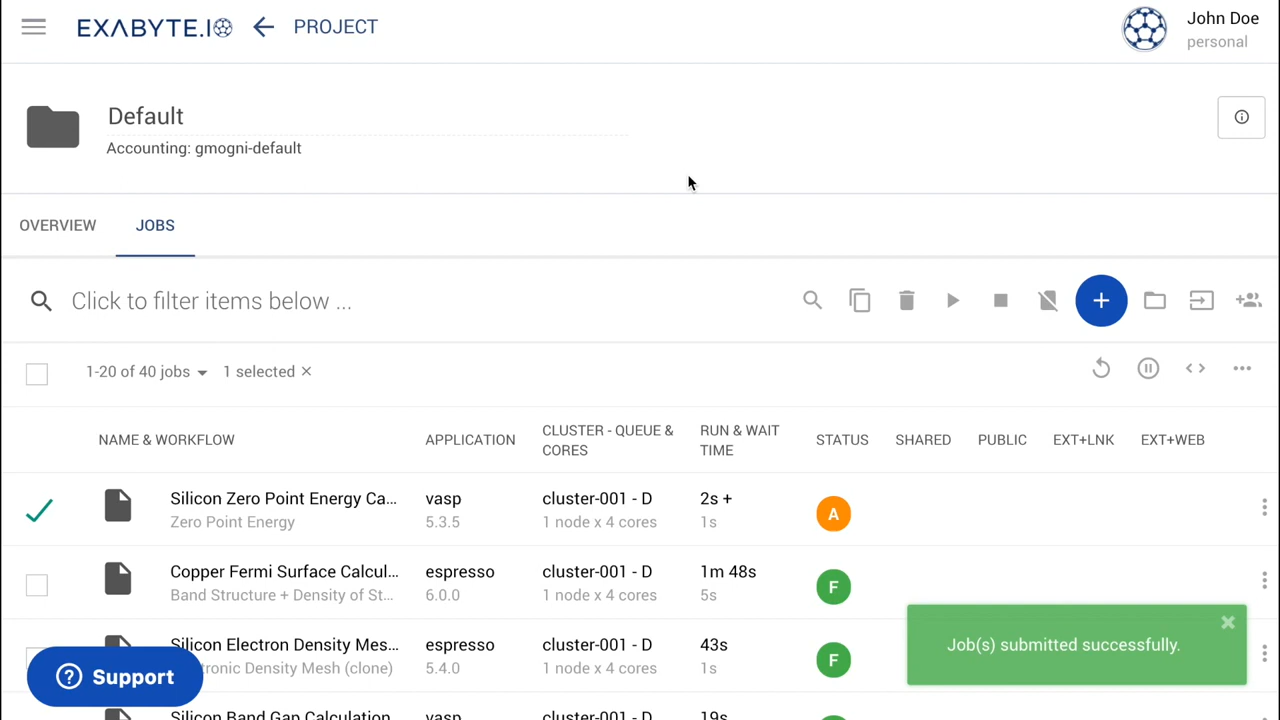 EXABYTE.IO
PROJECT
John Doe
personal
Default
Accounting: gmogni-default
OVERVIEW
JOBS
Click to filter items below ...
1-20 of 40 jobs
1 selected ×
NAME & WORKFLOW
APPLICATION
CLUSTER - QUEUE &
CORES
RUN & WAIT
TIME
STATUS
SHARED
PUBLIC
EXT+LNK
EXT+WEB
Silicon Zero Point Energy Ca...
Zero Point Energy
vasp
5.3.5
cluster-001 - D
1 node x 4 cores
2s +
1s
A
Copper Fermi Surface Calcul...
Band Structure + Density of St...
espresso
6.0.0
cluster-001 - D
1 node x 4 cores
1m 48s
5s
F
Silicon Electron Density Mes...
tronic Density Mesh (clone)
espresso
5.4.0
cluster-001 - D
1 node x 4 cores
43s
1s
F
Job(s) submitted successfully.
Support
Silicon Band Gap Calculation
vasp
cluster-001 - D
19s